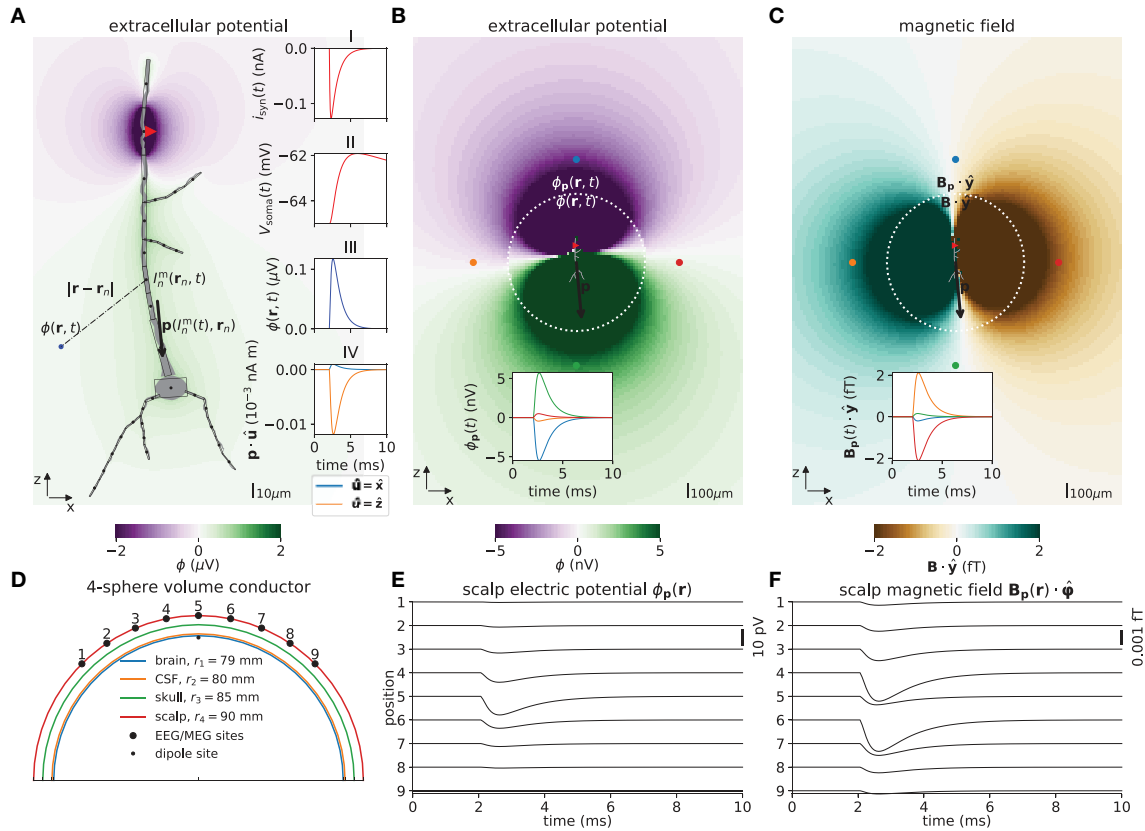 A
extracellular potential
I
0.0
−0.1
i_syn(t) (nA)
II
−62
−64
V_soma(t) (mV)
III
0.1
0.0
ϕ(r, t) (μV)
IV
0.00
−0.01
p · û (10⁻³ nA m)
0 5 10
time (ms)
û = x̂
û = ẑ
|r − r_n|
I_n^m(r_n, t)
ϕ(r, t)
p(I_n^m(t), r_n)
z
x
10μm
−2 0 2
ϕ (μV)
B
extracellular potential
ϕ_p(r, t)
ϕ(r, t)
p
5
0
−5
ϕ_p(t) (nV)
0 5 10
time (ms)
z
x
100μm
−5 0 5
ϕ (nV)
C
magnetic field
B_p · ŷ
B · ŷ
p
2
0
−2
B_p(t) · ŷ (fT)
0 5 10
time (ms)
z
x
100μm
−2 0 2
B · ŷ (fT)
D
4-sphere volume conductor
1 2 3 4 5 6 7 8 9
brain, r₁ = 79 mm
CSF, r₂ = 80 mm
skull, r₃ = 85 mm
scalp, r₄ = 90 mm
EEG/MEG sites
dipole site
E
scalp electric potential ϕ_p(r)
1
2
3
4
5
6
7
8
9
position
10 pV
0 2 4 6 8 10
time (ms)
F
scalp magnetic field B_p(r) · φ̂
1
2
3
4
5
6
7
8
9
0.001 fT
0 2 4 6 8 10
time (ms)